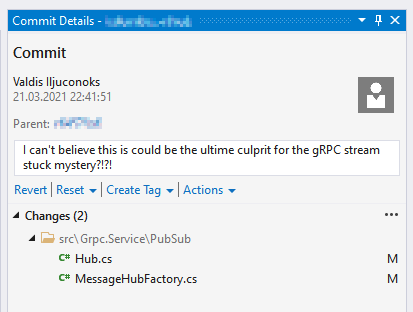 Commit Details -
Commit
Valdis Iljuconoks
21.03.2021 22:41:51
Parent:
I can't believe this is could be the ultime culprit for the gRPC stream
stuck mystery?!?!
Revert Reset Create Tag Actions
Changes (2)
src\Grpc.Service\PubSub
C# Hub.cs M
C# MessageHubFactory.cs M